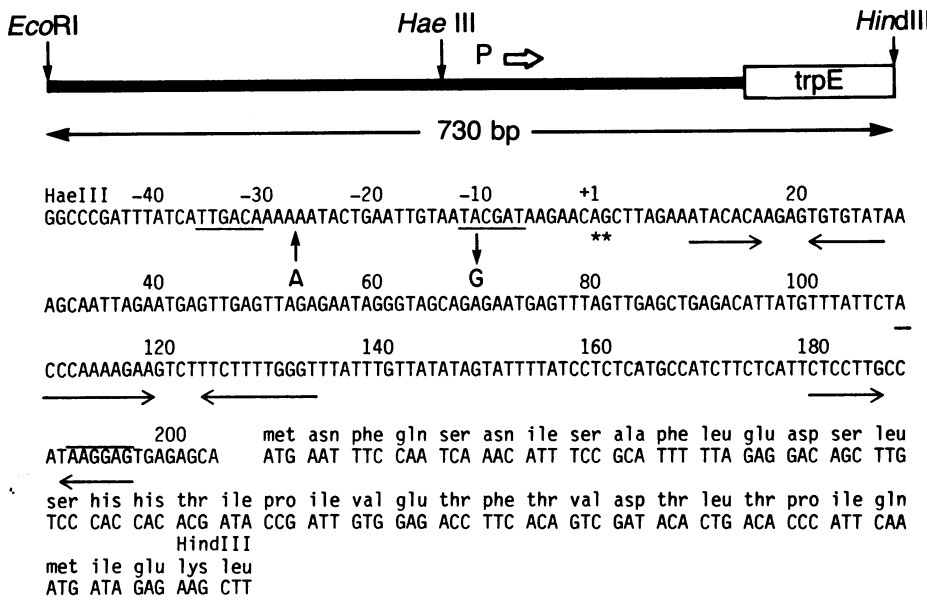 EcoRI Hae III HindIII
P
trpE
730 bp
HaeIII -40 -30 -20 -10 +1 20
GGCCCGATTTATCATTGACAAAAAATACTGAATTGTAATACGATAAGAACAGCTTAGAAATACACAAGAGTGTGTATAA
**
A G
40 60 80 100
AGCAATTAGAATGAGTTGAGTTAGAGAATAGGGTAGCAGAGAATGAGTTTAGTTGAGCTGAGACATTATGTTTATTCTA
120 140 160 180
CCCAAAAGAAGTCTTTCTTTTGGGTTTATTTGTTATATAGTATTTTATCCTCTCATGCCATCTTCTCATTCTCCTTGCC
200 met asn phe gln ser asn ile ser ala phe leu glu asp ser leu
ATAAGGAGTGAGAGCA ATG AAT TTC CAA TCA AAC ATT TCC GCA TTT TTA GAG GAC AGC TTG
ser his his thr ile pro ile val glu thr phe thr val asp thr leu thr pro ile gln
TCC CAC CAC ACG ATA CCG ATT GTG GAG ACC TTC ACA GTC GAT ACA CTG ACA CCC ATT CAA
HindIII
met ile glu lys leu
ATG ATA GAG AAG CTT